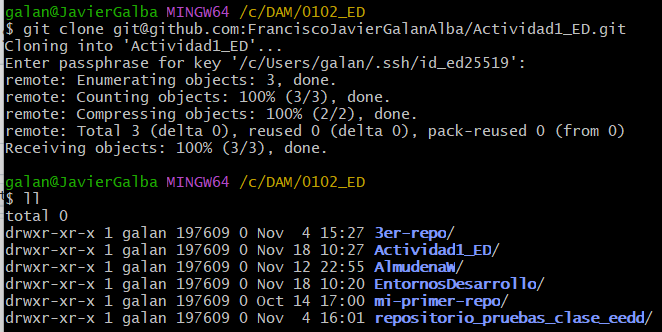 galan@JavierGalba MINGW64 /c/DAM/0102_ED
$ git clone git@github.com:FranciscoJavierGalanAlba/Actividad1_ED.git
Cloning into 'Actividad1_ED'...
Enter passphrase for key '/c/Users/galan/.ssh/id_ed25519':
remote: Enumerating objects: 3, done.
remote: Counting objects: 100% (3/3), done.
remote: Compressing objects: 100% (2/2), done.
remote: Total 3 (delta 0), reused 0 (delta 0), pack-reused 0 (from 0)
Receiving objects: 100% (3/3), done.
galan@JavierGalba MINGW64 /c/DAM/0102_ED
$ ll
total 0
drwxr-xr-x 1 galan 197609 0 Nov  4 15:27 3er-repo/
drwxr-xr-x 1 galan 197609 0 Nov 18 10:27 Actividad1_ED/
drwxr-xr-x 1 galan 197609 0 Nov 12 22:55 AlmudenaW/
drwxr-xr-x 1 galan 197609 0 Nov 18 10:20 EntornosDesarrollo/
drwxr-xr-x 1 galan 197609 0 Oct 14 17:00 mi-primer-repo/
drwxr-xr-x 1 galan 197609 0 Nov  4 16:01 repositorio_pruebas_clase_eedd/